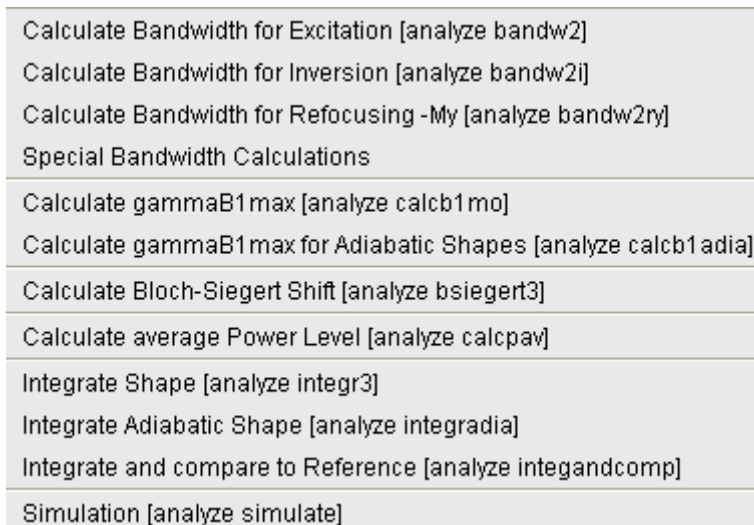 Calculate Bandwidth for Excitation [analyze bandw2]
Calculate Bandwidth for Inversion [analyze bandw2i]
Calculate Bandwidth for Refocusing -My [analyze bandw2ry]
Special Bandwidth Calculations
Calculate gammaB1max [analyze calcb1mo]
Calculate gammaB1max for Adiabatic Shapes [analyze calcb1adia]
Calculate Bloch-Siegert Shift [analyze bsiegert3]
Calculate average Power Level [analyze calcpav]
Integrate Shape [analyze integr3]
Integrate Adiabatic Shape [analyze integradia]
Integrate and compare to Reference [analyze integandcomp]
Simulation [analyze simulate]